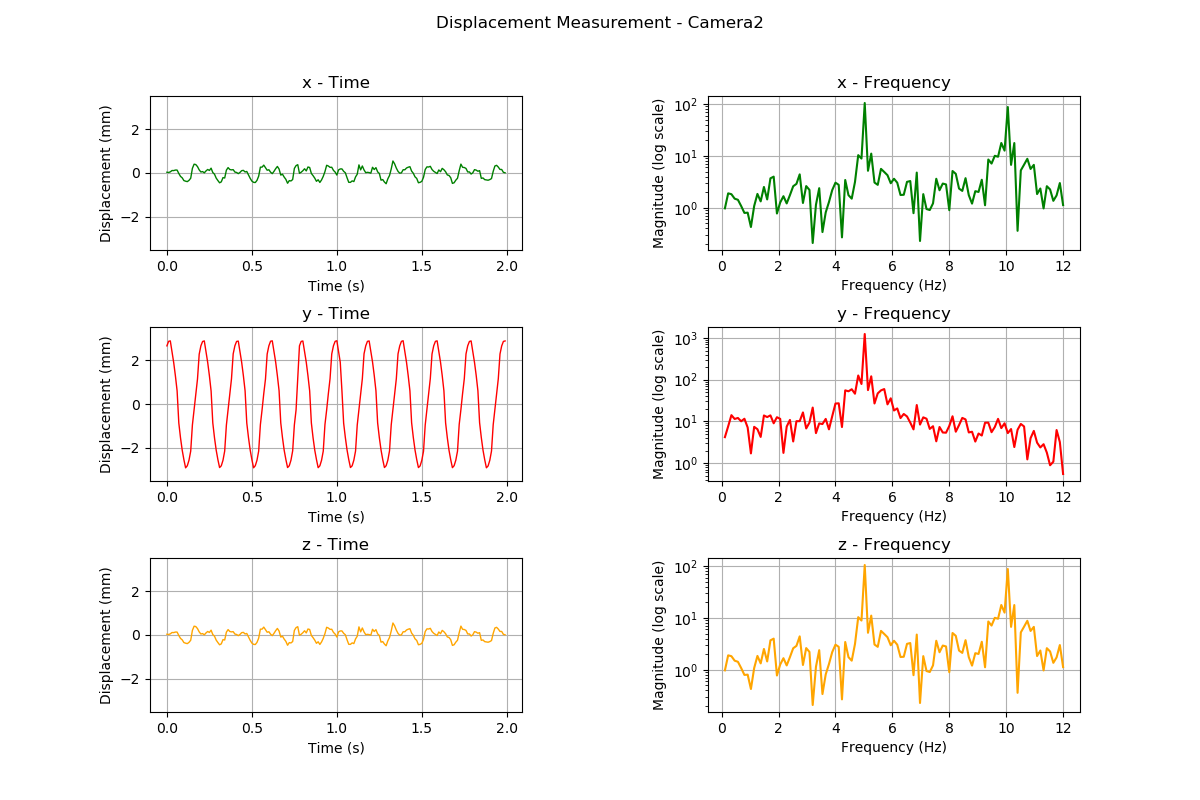 Displacement Measurement - Camera2
x - Time
Displacement (mm)
2
0
−2
0.0 0.5 1.0 1.5 2.0
Time (s)
x - Frequency
Magnitude (log scale)
10²
10¹
10⁰
0 2 4 6 8 10 12
Frequency (Hz)
y - Time
Displacement (mm)
2
0
−2
0.0 0.5 1.0 1.5 2.0
Time (s)
y - Frequency
Magnitude (log scale)
10³
10²
10¹
10⁰
0 2 4 6 8 10 12
Frequency (Hz)
z - Time
Displacement (mm)
2
0
−2
0.0 0.5 1.0 1.5 2.0
Time (s)
z - Frequency
Magnitude (log scale)
10²
10¹
10⁰
0 2 4 6 8 10 12
Frequency (Hz)